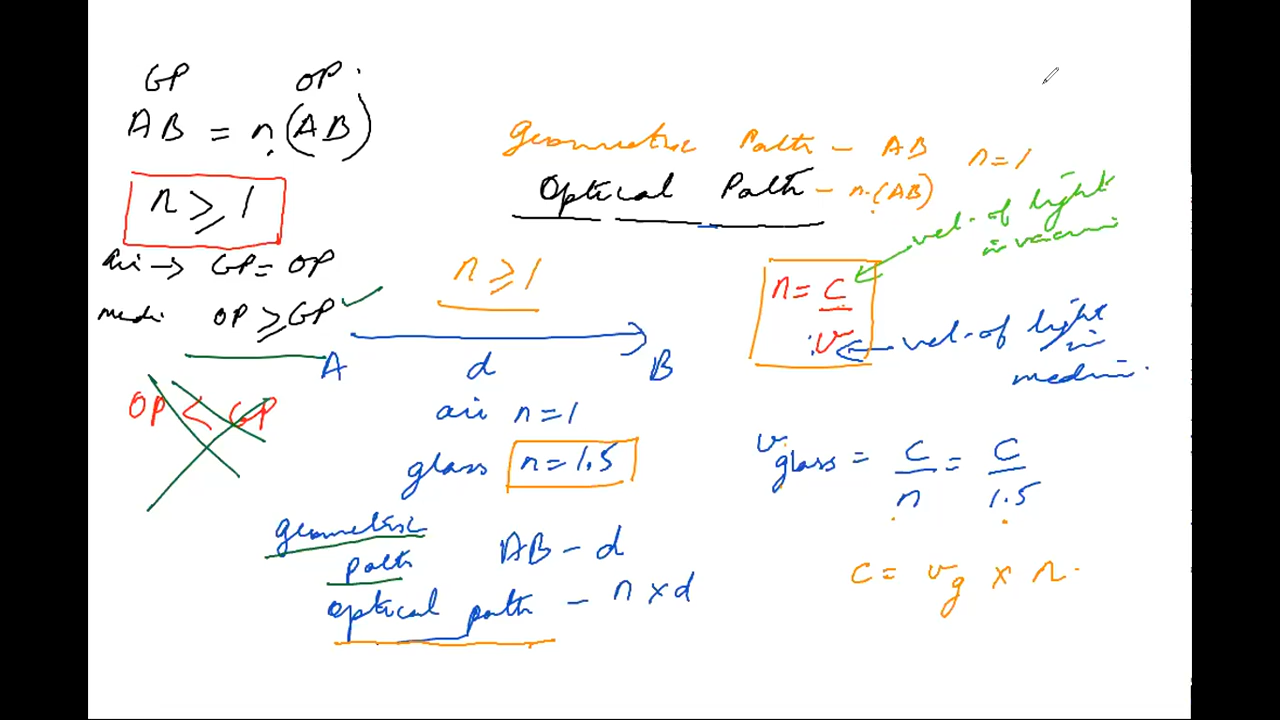 GP OP
AB = n(AB)
n ≥ 1
Air → GP = OP
medi. OP ≥ GP ✓
OP < GP
Geometric Path - AB n=1
Optical Path - n.(AB)
n ≥ 1
A d B
air n=1
glass n=1.5
geometric path AB - d
optical path - n x d
n = c/v
vel. of light in vacuum
vel. of light in medium.
v glass = c/n = c/1.5
c = vg x n.